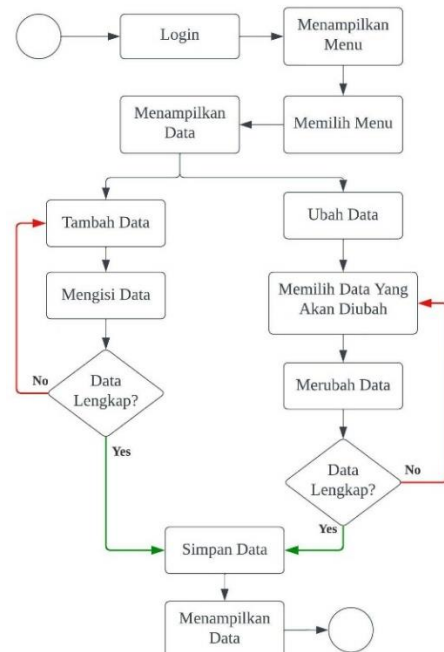 Login
Menampilkan
Menu
Menampilkan
Data
Memilih Menu
Tambah Data
Ubah Data
Mengisi Data
Memilih Data Yang
Akan Diubah
Merubah Data
No
Data
Lengkap?
Yes
Data
Lengkap?
No
Yes
Simpan Data
Menampilkan
Data